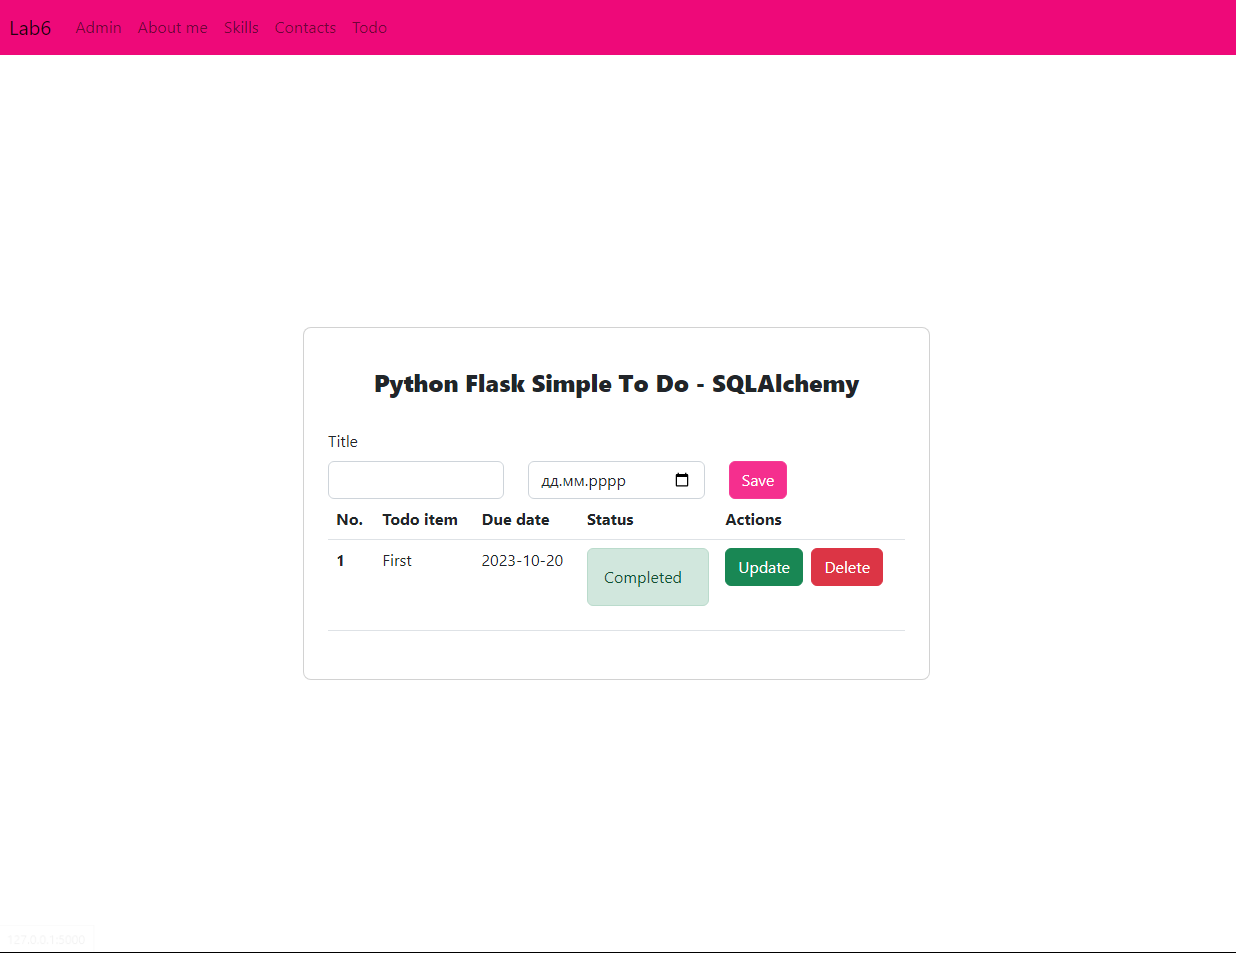 Lab6 Admin About me Skills Contacts Todo
Python Flask Simple To Do - SQLAlchemy
Title
дд.мм.рррр Save
No. Todo item Due date Status Actions
1 First 2023-10-20 Completed Update Delete
127.0.0.1:5000